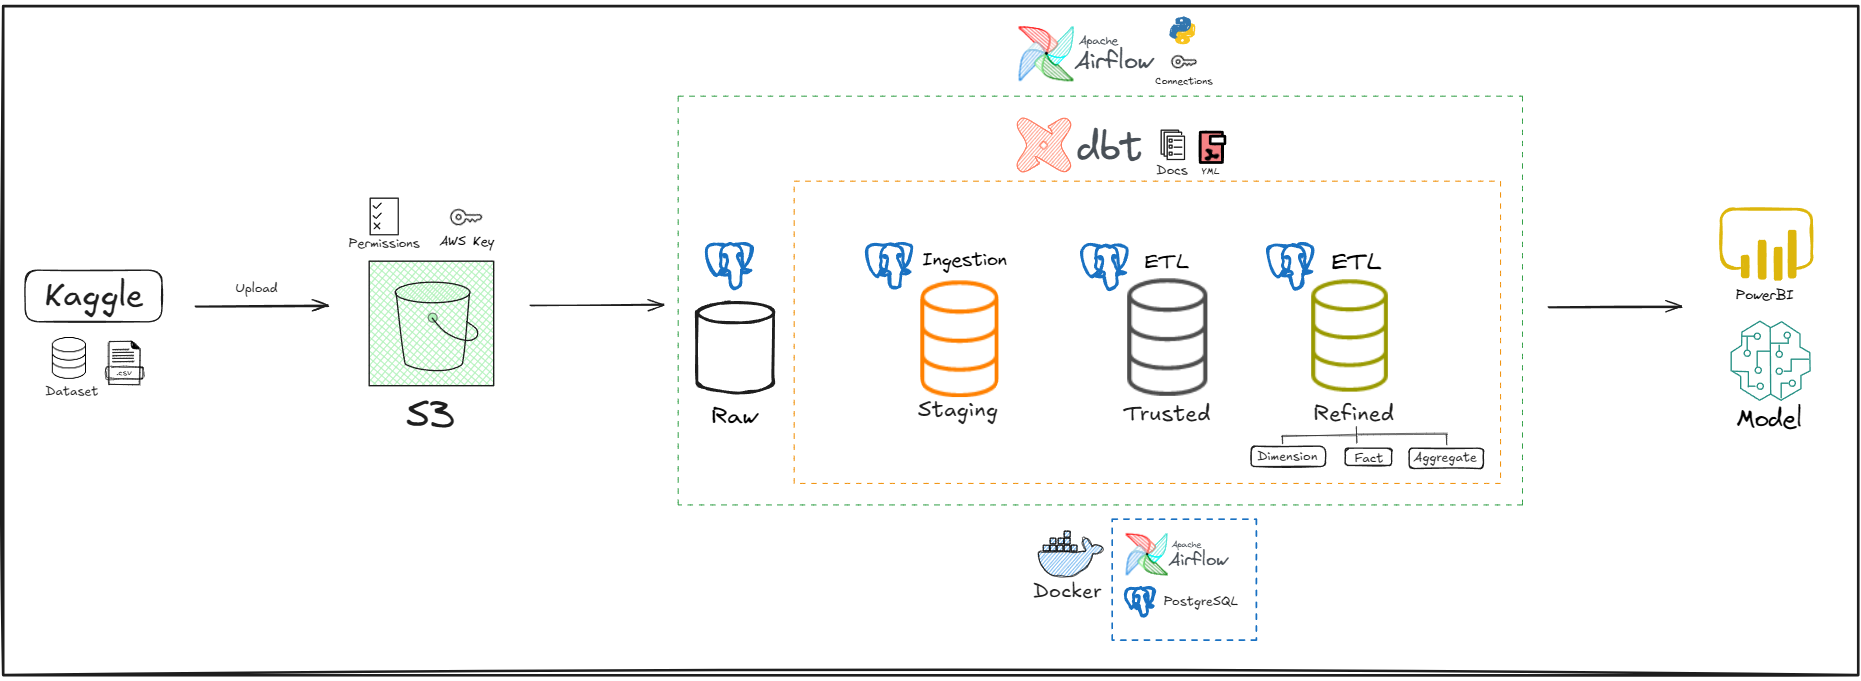 Apache
Airflow
Connections
dbt
Docs
YML
Permissions
AWS Key
Kaggle
Upload
Dataset
.csv
S3
Raw
Ingestion
Staging
ETL
Trusted
ETL
Refined
Dimension
Fact
Aggregate
PowerBI
Model
Docker
Apache
Airflow
PostgreSQL